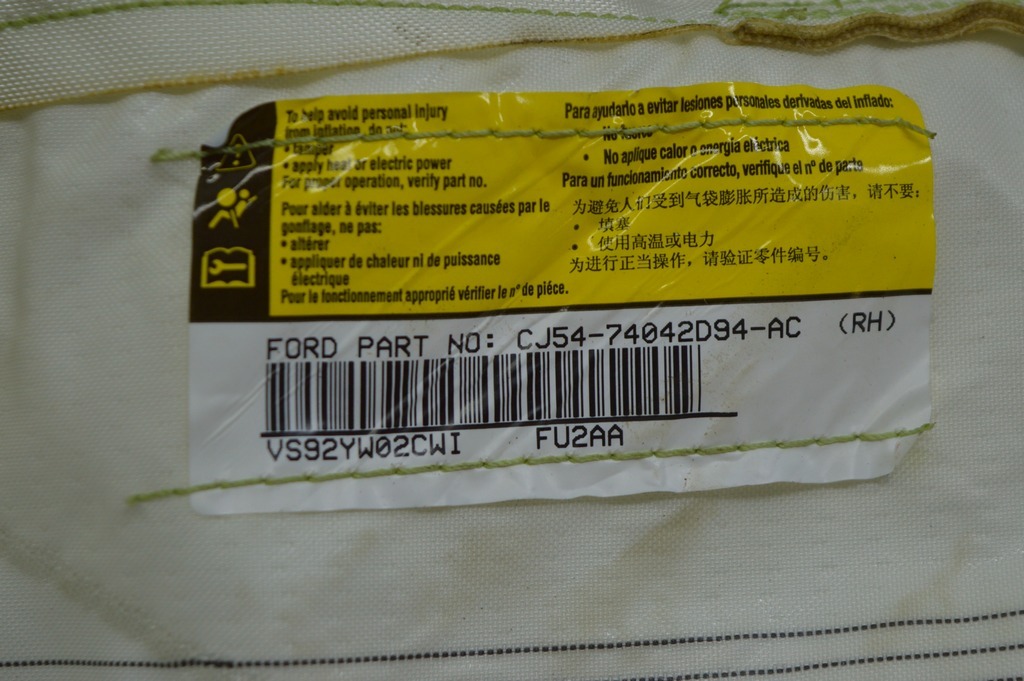 To help avoid personal injury
from inflation, do not:
• tamper
• apply heat or electric power
For proper operation, verify part no.
Pour aider à éviter les blessures causées par le
gonflage, ne pas:
• altérer
• appliquer de chaleur ni de puissance
électrique
Pour le fonctionnement approprié vérifier le n° de piéce.
Para ayudarlo a evitar lesiones personales derivadas del inflado:
No
• No aplique calor o energia eléctrica
Para un funcionamiento correcto, verifique el nº de parte
为避免人们受到气袋膨胀所造成的伤害，请不要：
• 填塞
• 使用高温或电力
为进行正当操作，请验证零件编号。
FORD PART NO: CJ54-74042D94-AC (RH)
VS92YW02CWI FU2AA